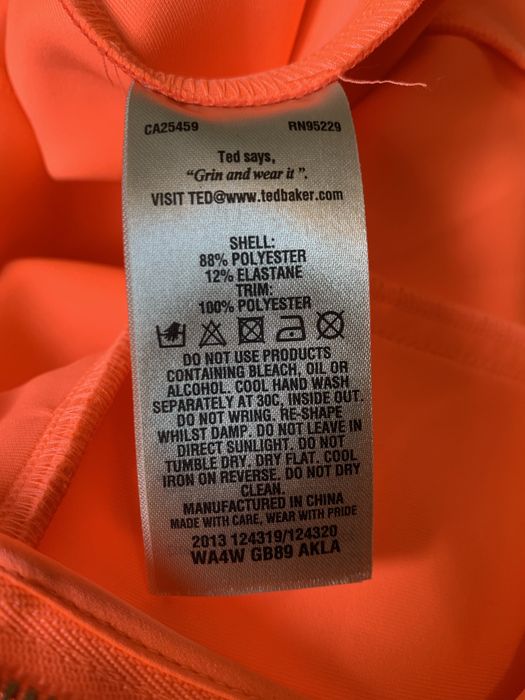 CA25459 RN95229
Ted says,
"Grin and wear it".
VISIT TED@www.tedbaker.com
SHELL:
88% POLYESTER
12% ELASTANE
TRIM:
100% POLYESTER
DO NOT USE PRODUCTS
CONTAINING BLEACH, OIL OR
ALCOHOL. COOL HAND WASH
SEPARATELY AT 30C, INSIDE OUT.
DO NOT WRING. RE-SHAPE
WHILST DAMP. DO NOT LEAVE IN
DIRECT SUNLIGHT. DO NOT
TUMBLE DRY. DRY FLAT. COOL
IRON ON REVERSE. DO NOT DRY
CLEAN.
MANUFACTURED IN CHINA
MADE WITH CARE, WEAR WITH PRIDE
2013 124319/124320
WA4W GB89 AKLA